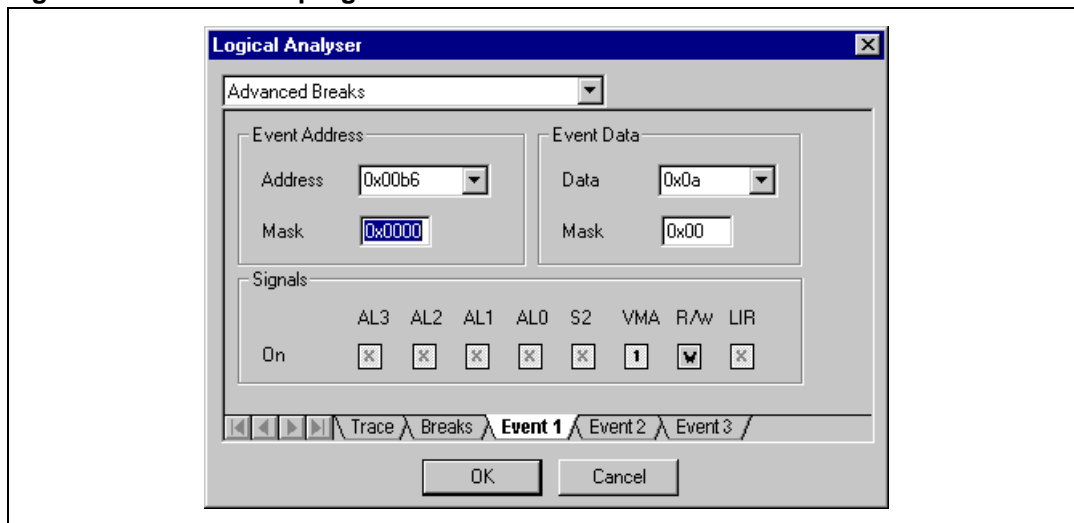 Logical Analyser
Advanced Breaks
Event Address
Event Data
Address 0x00b6 Data 0x0a
Mask 0x0000 Mask 0x00
Signals
AL3 AL2 AL1 AL0 S2 VMA R/w LIR
On X X X X X 1 w X
Trace Breaks Event 1 Event 2 Event 3
OK Cancel